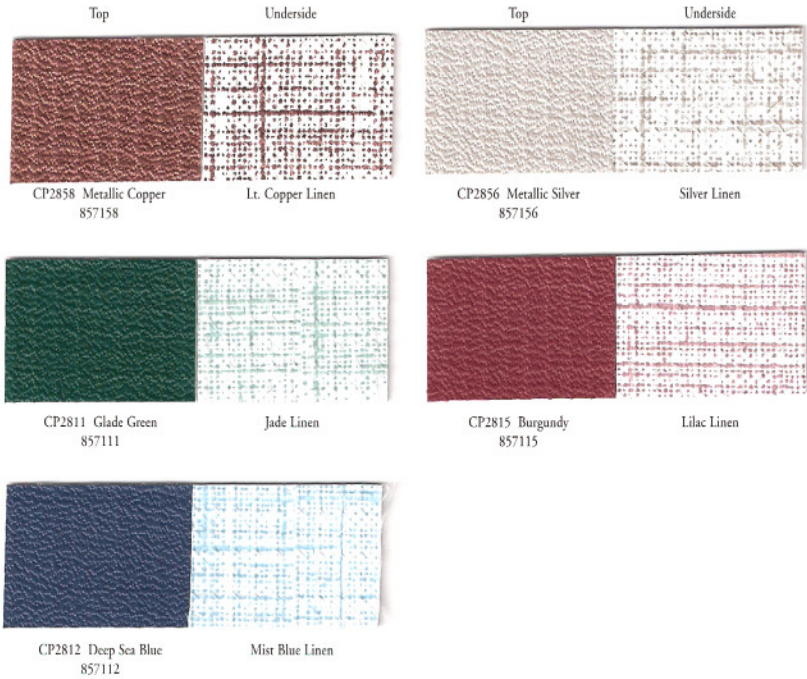 Top Underside Top Underside
CP2858 Metallic Copper Lt. Copper Linen CP2856 Metallic Silver Silver Linen
857158 857156
CP2811 Glade Green Jade Linen CP2815 Burgundy Lilac Linen
857111 857115
CP2812 Deep Sea Blue Mist Blue Linen
857112